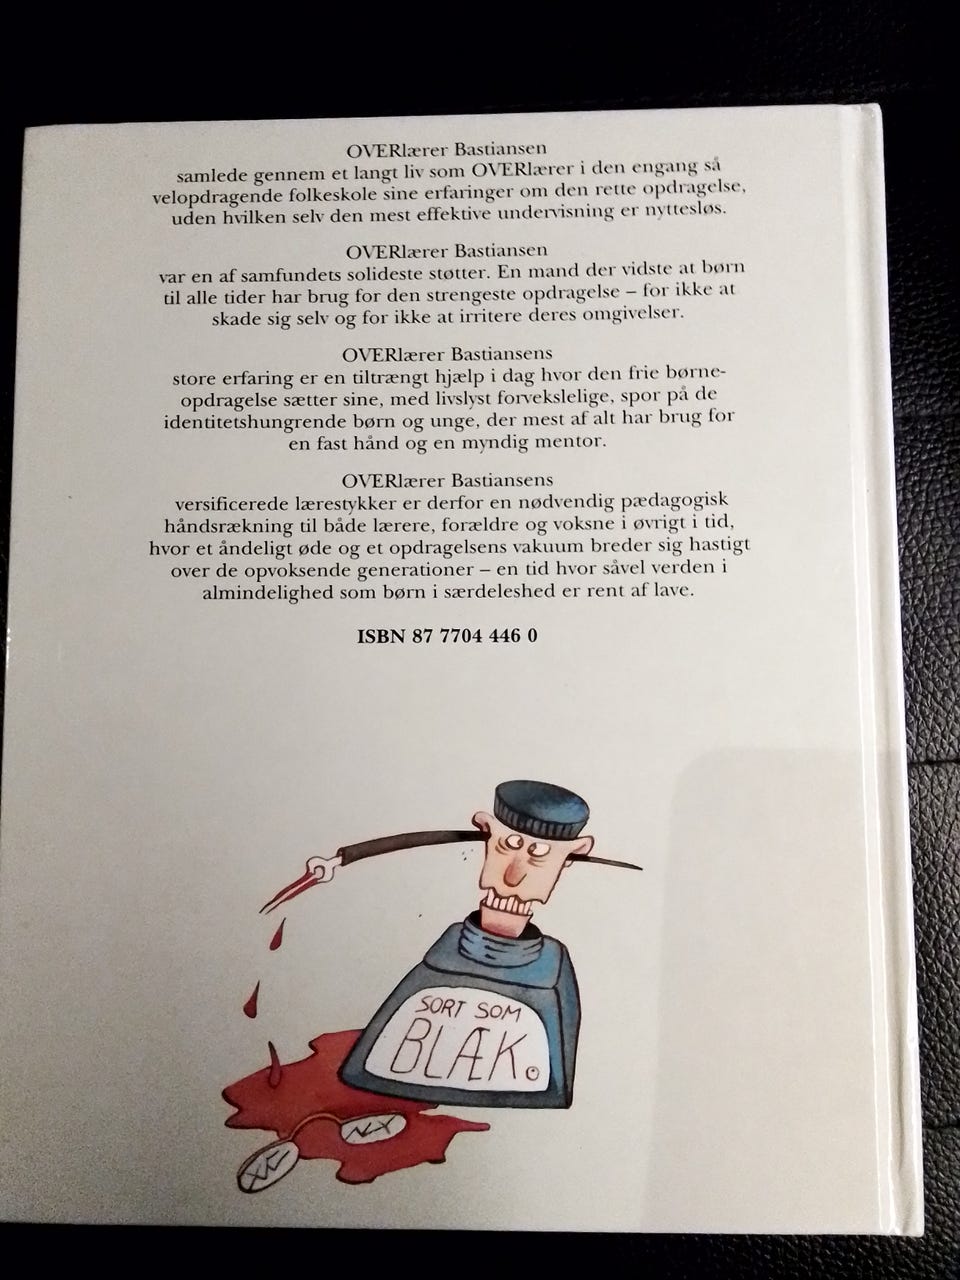 OVERlærer Bastiansen
samlede gennem et langt liv som OVERlærer i den engang så
velopdragende folkeskole sine erfaringer om den rette opdragelse,
uden hvilken selv den mest effektive undervisning er nyttesløs.
OVERlærer Bastiansen
var en af samfundets solideste støtter. En mand der vidste at børn
til alle tider har brug for den strengeste opdragelse – for ikke at
skade sig selv og for ikke at irritere deres omgivelser.
OVERlærer Bastiansens
store erfaring er en tiltrængt hjælp i dag hvor den frie børne-
opdragelse sætter sine, med livslyst forvekslelige, spor på de
identitetshungrende børn og unge, der mest af alt har brug for
en fast hånd og en myndig mentor.
OVERlærer Bastiansens
versificerede lærestykker er derfor en nødvendig pædagogisk
håndsrækning til både lærere, forældre og voksne i øvrigt i tid,
hvor et åndeligt øde og et opdragelsens vakuum breder sig hastigt
over de opvoksende generationer – en tid hvor såvel verden i
almindelighed som børn i særdeleshed er rent af lave.
ISBN 87 7704 446 0
SORT SOM
BLÆK.